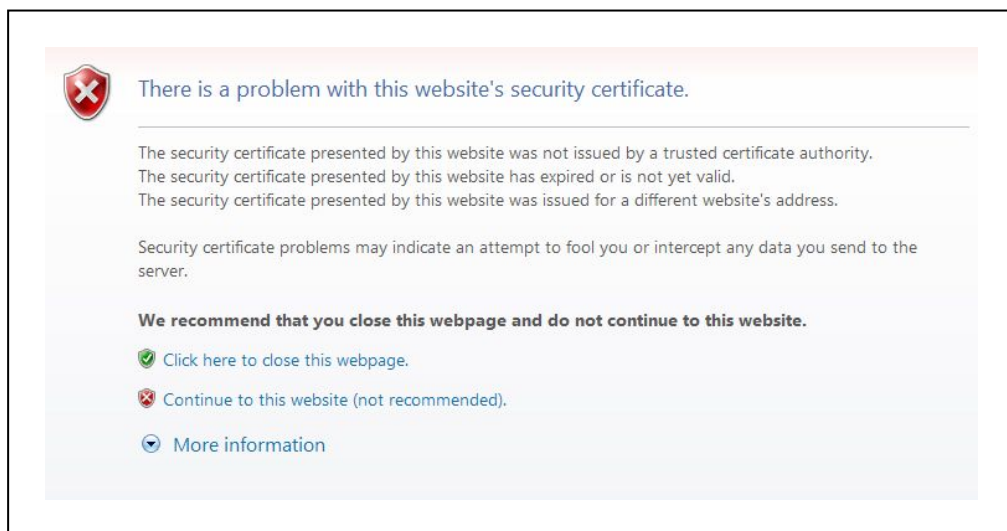 There is a problem with this website's security certificate.
The security certificate presented by this website was not issued by a trusted certificate authority.
The security certificate presented by this website has expired or is not yet valid.
The security certificate presented by this website was issued for a different website's address.
Security certificate problems may indicate an attempt to fool you or intercept any data you send to the
server.
We recommend that you close this webpage and do not continue to this website.
Click here to close this webpage.
Continue to this website (not recommended).
More information